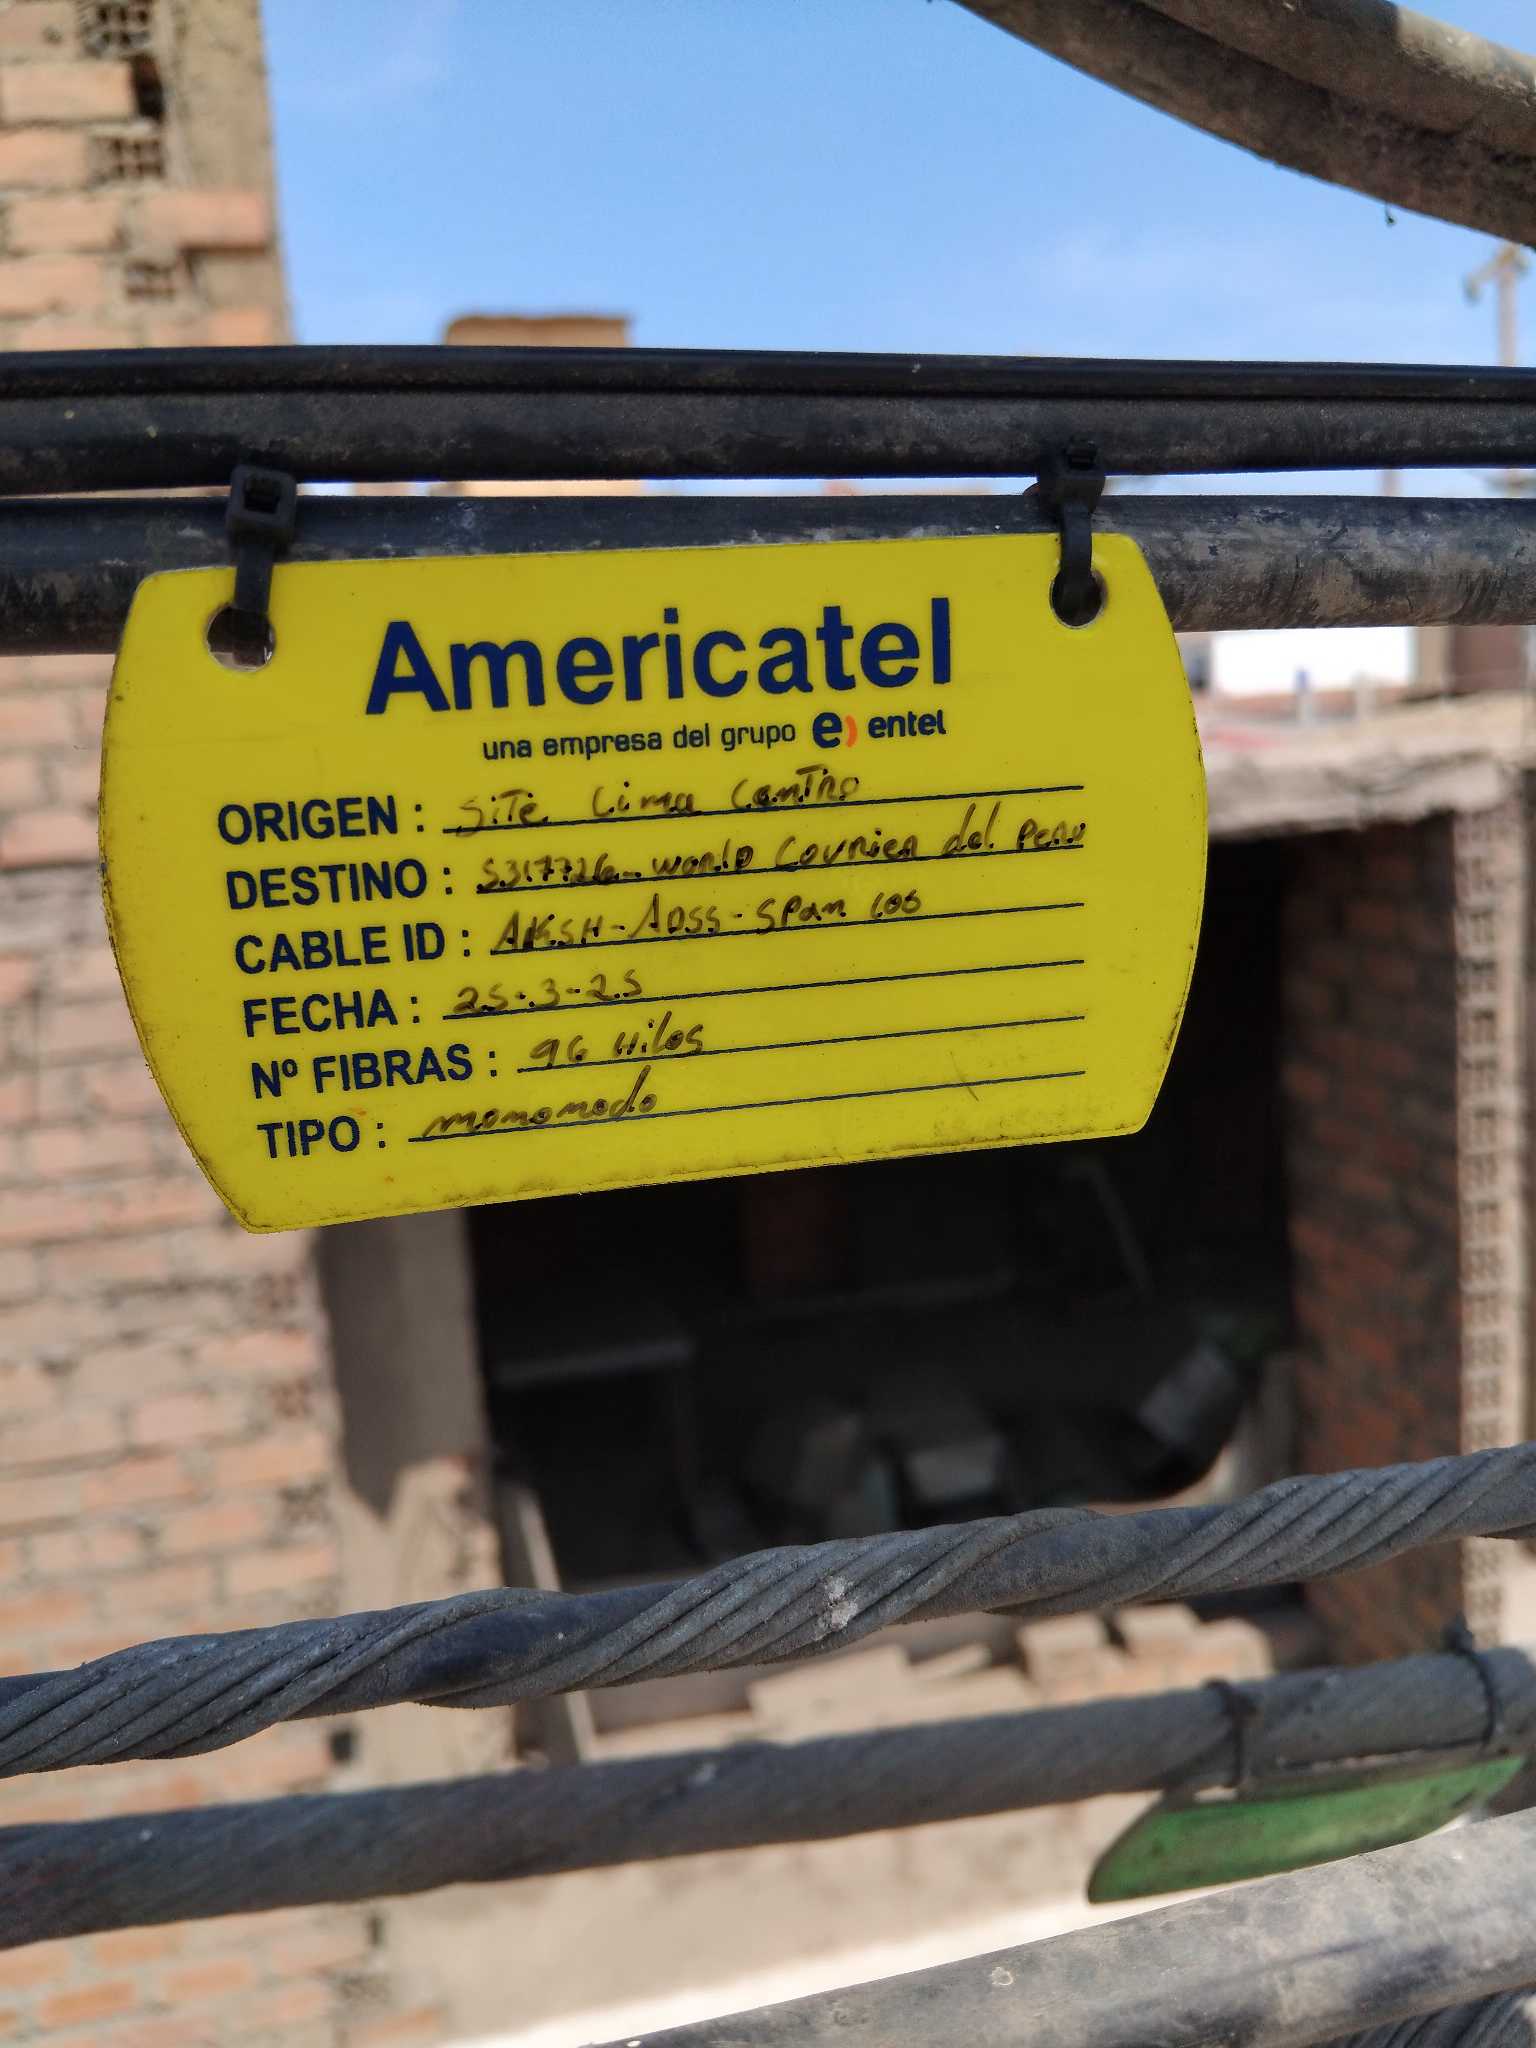 Americatel
una empresa del grupo e) entel
ORIGEN : SiTe Lima CenTro
DESTINO : S317726-World Courier del Peru
CABLE ID : AKSH-ADSS-SPan 100
FECHA : 25-3-25
Nº FIBRAS : 96 Hilos
TIPO : monomodo